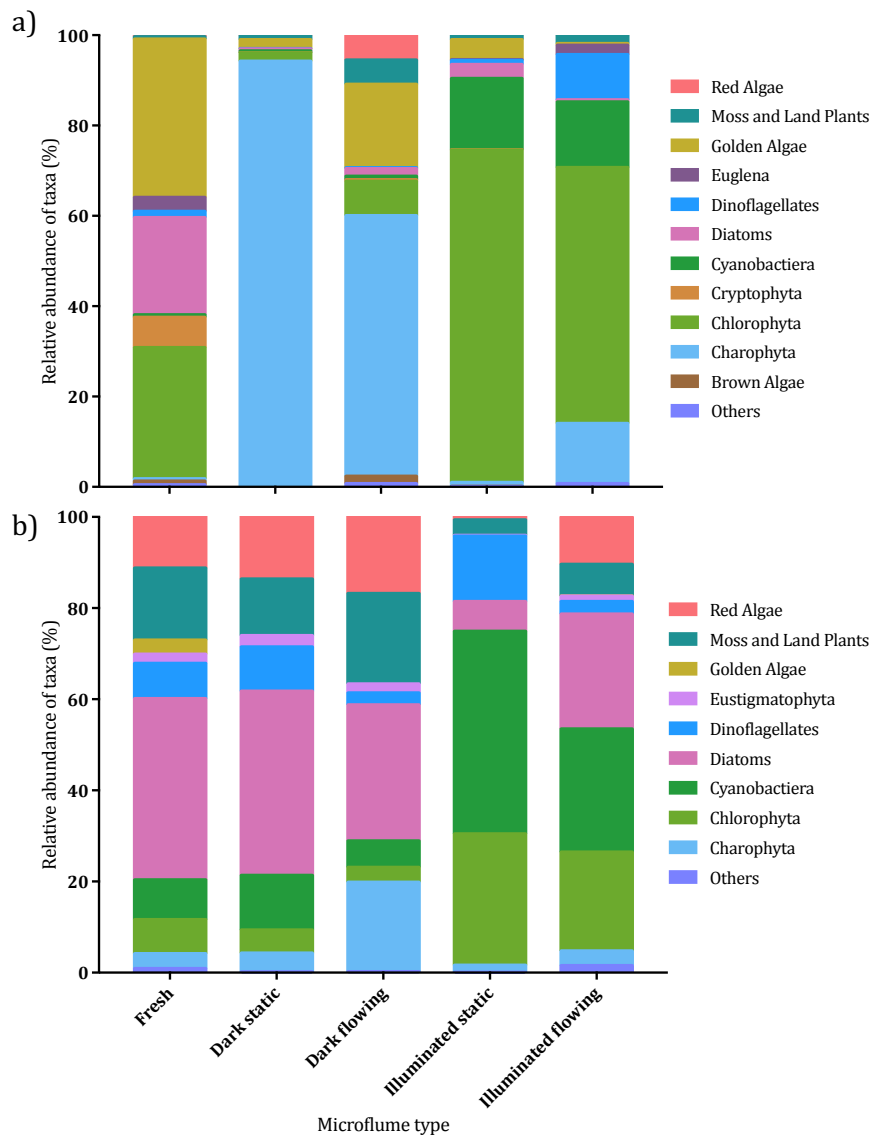 a)
Relative abundance of taxa (%)
100
80
60
40
20
0
Red Algae
Moss and Land Plants
Golden Algae
Euglena
Dinoflagellates
Diatoms
Cyanobactiera
Cryptophyta
Chlorophyta
Charophyta
Brown Algae
Others
b)
Relative abundance of taxa (%)
100
80
60
40
20
0
Red Algae
Moss and Land Plants
Golden Algae
Eustigmatophyta
Dinoflagellates
Diatoms
Cyanobactiera
Chlorophyta
Charophyta
Others
Fresh
Dark static
Dark flowing
Illuminated static
Illuminated flowing
Microflume type